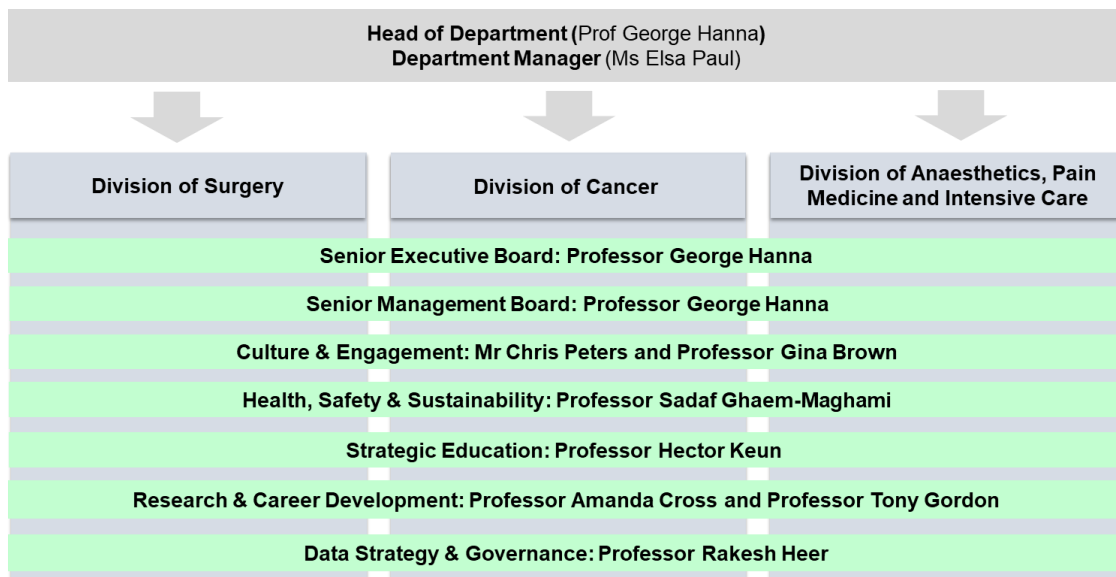 Head of Department (Prof George Hanna)
Department Manager (Ms Elsa Paul)
Division of Surgery
Division of Cancer
Division of Anaesthetics, Pain
Medicine and Intensive Care
Senior Executive Board: Professor George Hanna
Senior Management Board: Professor George Hanna
Culture & Engagement: Mr Chris Peters and Professor Gina Brown
Health, Safety & Sustainability: Professor Sadaf Ghaem-Maghami
Strategic Education: Professor Hector Keun
Research & Career Development: Professor Amanda Cross and Professor Tony Gordon
Data Strategy & Governance: Professor Rakesh Heer